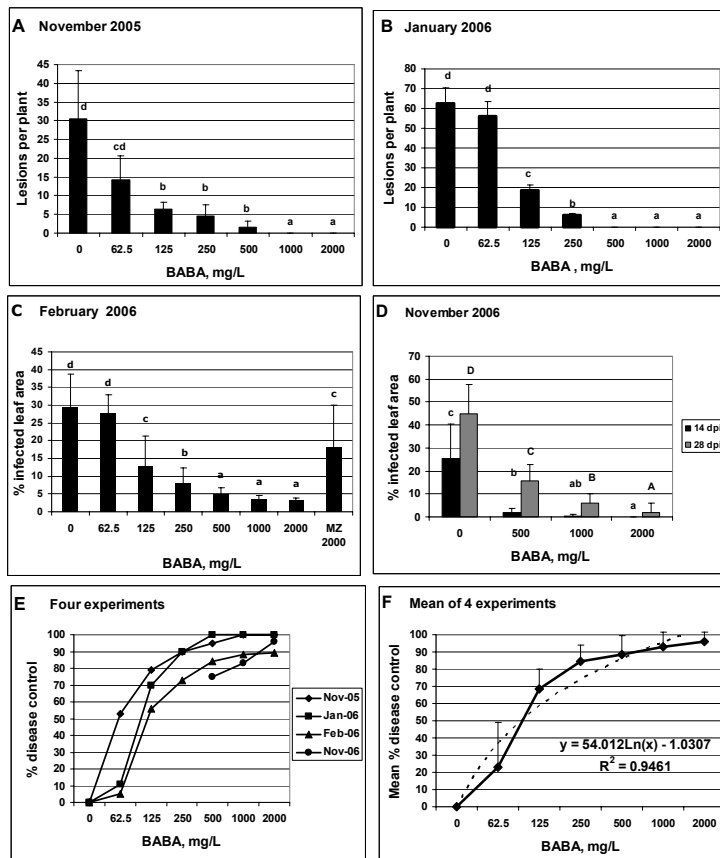 A November 2005
Lesions per plant
45
40
35
30
25
20
15
10
5
0
d
cd
b
b
b
a
a
0 62.5 125 250 500 1000 2000
BABA, mg/L
B January 2006
Lesions per plant
80
70
60
50
40
30
20
10
0
d
d
c
b
a
a
a
0 62.5 125 250 500 1000 2000
BABA , mg/L
C February 2006
% infected leaf area
45
40
35
30
25
20
15
10
5
0
d
d
c
b
a
a
a
c
0 62.5 125 250 500 1000 2000 MZ
2000
BABA, mg/L
D November 2006
% infected leaf area
70
60
50
40
30
20
10
0
c
D
b
C
ab
B
a
A
0 500 1000 2000
BABA, mg/L
14 dpi
28 dpi
E Four experiments
% disease control
100
90
80
70
60
50
40
30
20
10
0
0 62.5 125 250 500 1000 2000
BABA, mg/L
Nov-05
Jan-06
Feb-06
Nov-06
F Mean of 4 experiments
Mean % disease control
100
90
80
70
60
50
40
30
20
10
0
y = 54.012Ln(x) - 1.0307
R² = 0.9461
0 62.5 125 250 500 1000 2000
BABA, mg/L